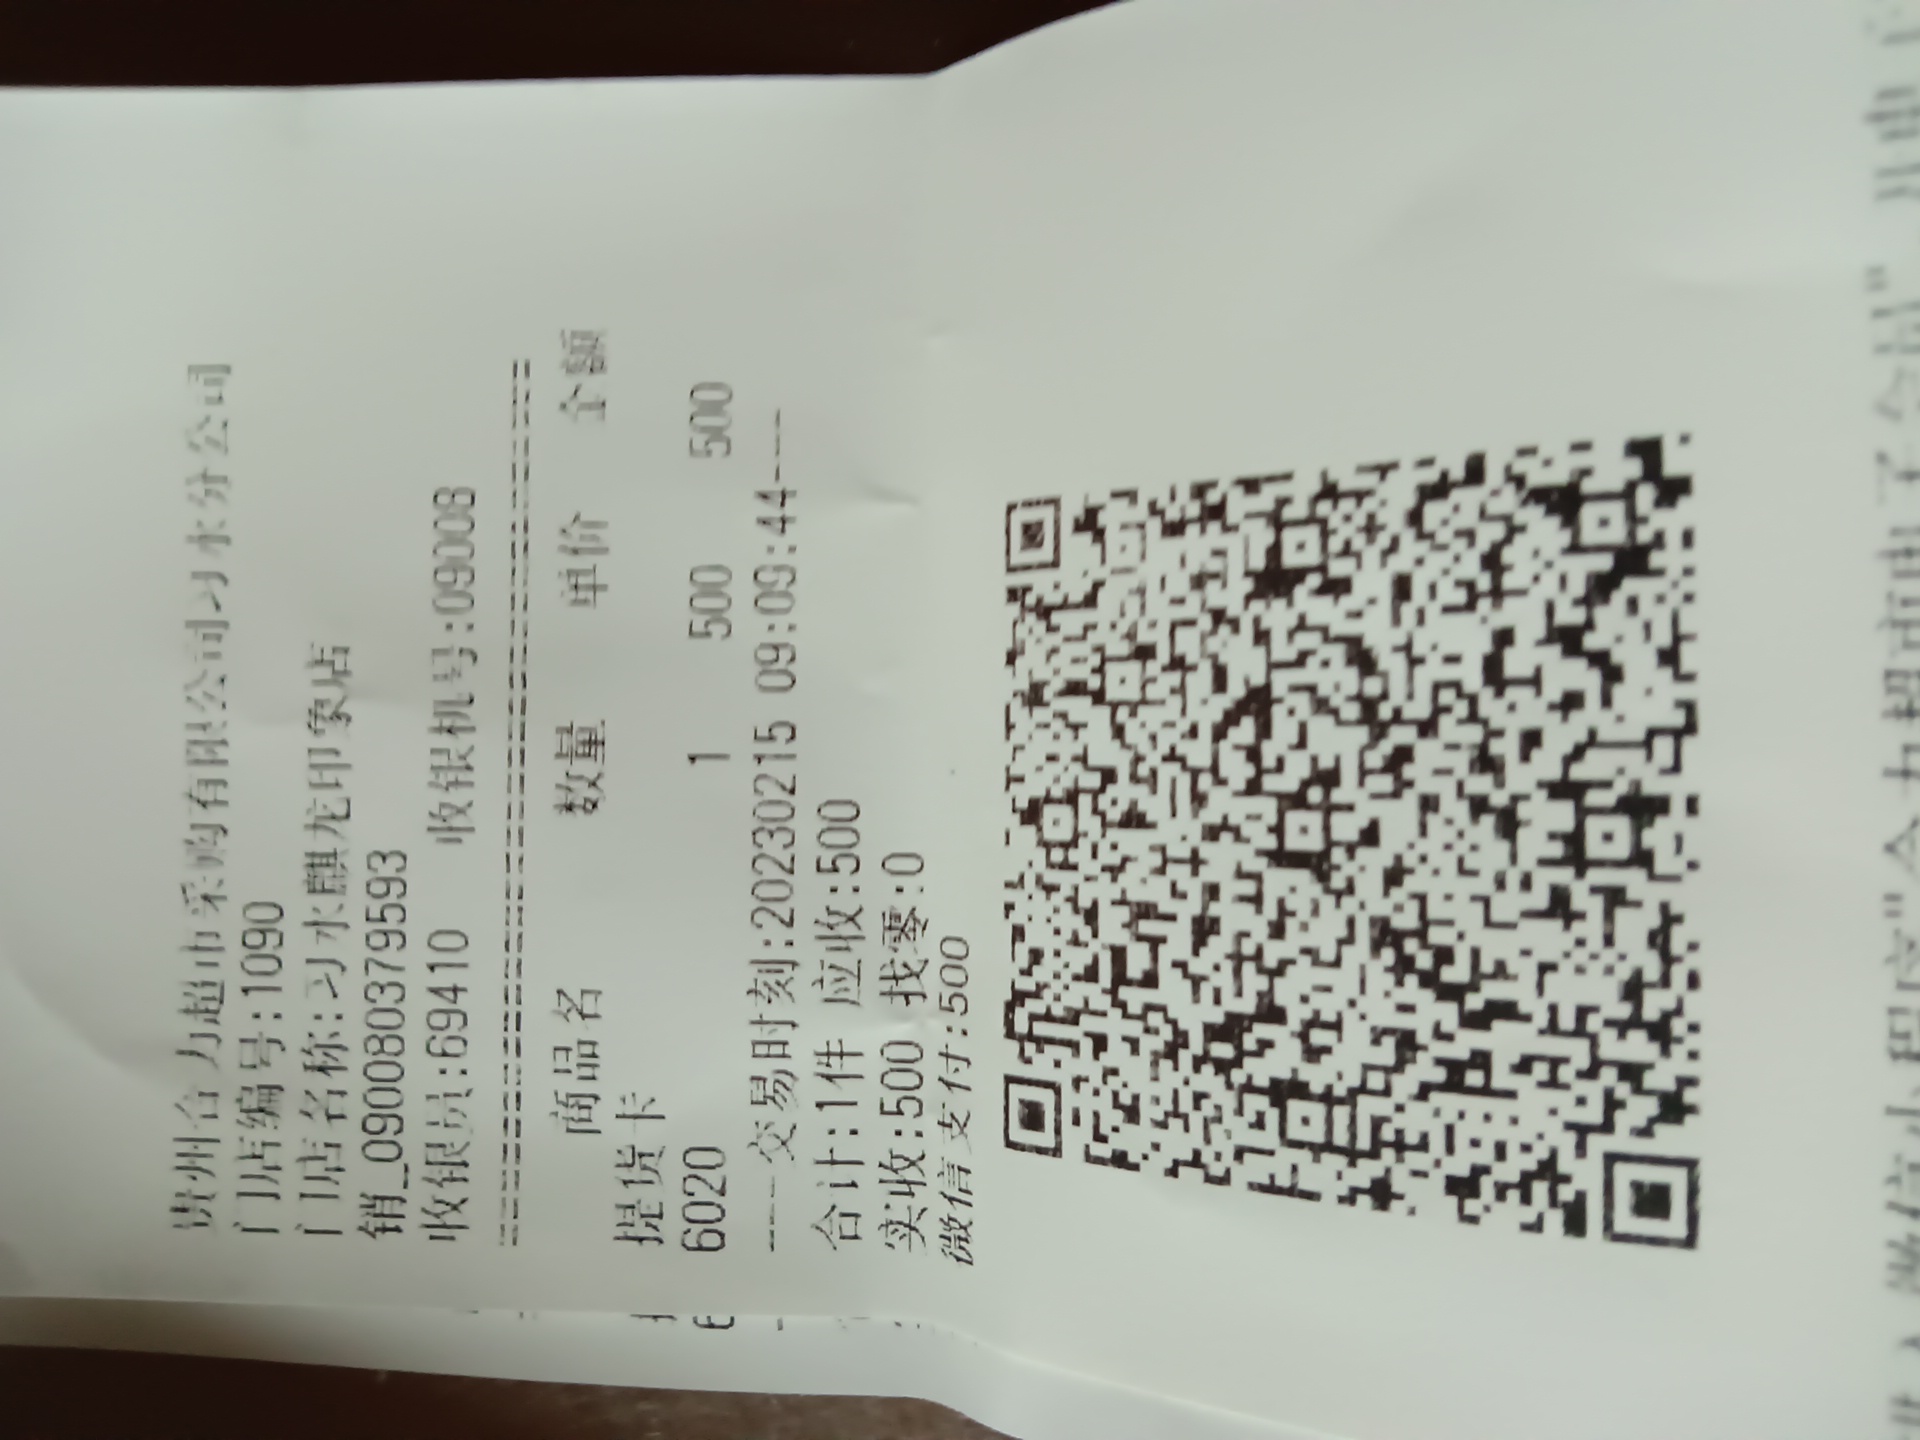 贵州合力超市采购有限公司习水分公司
门店编号:1090
门店名称:习水麒龙印象店
销_090080379593
收银员:69410 收银机号:09008
商品名 数量 单价 金额
提货卡
6020 1 500 500
----交易时刻:20230215 09:09:44----
合计:1件 应收:500
实收:500 找零:0
微信支付:500